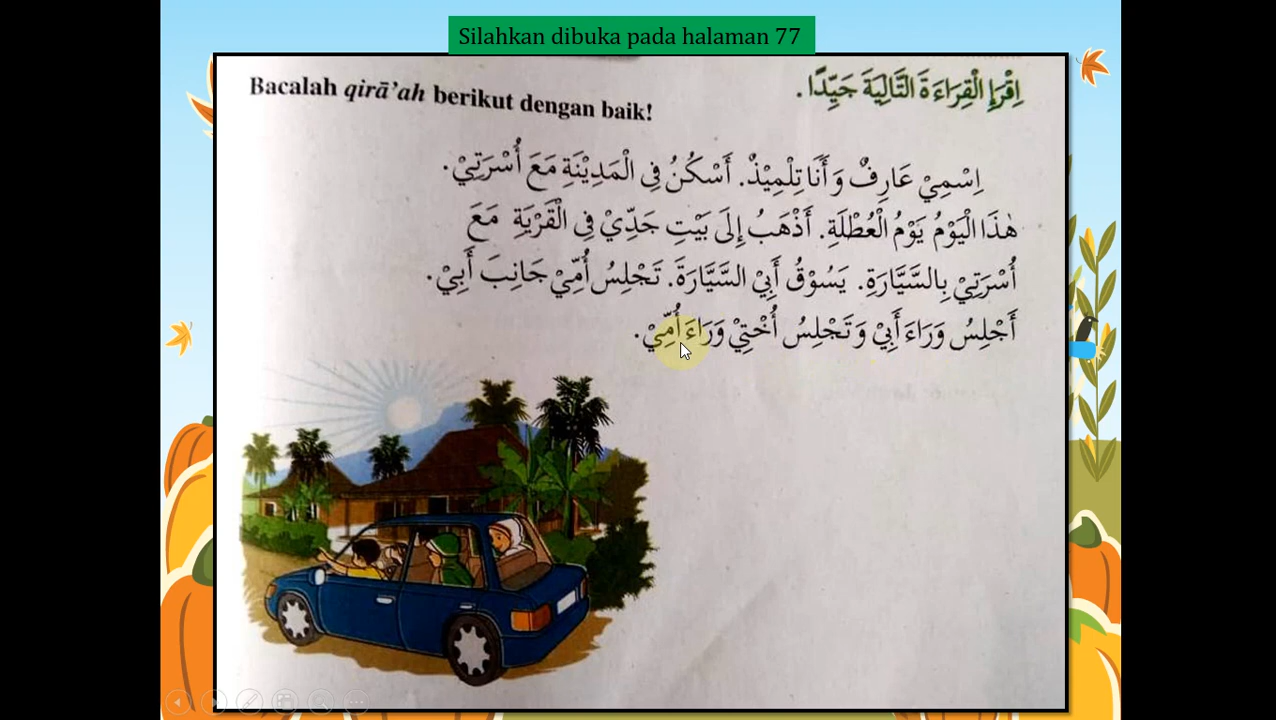 Silahkan dibuka pada halaman 77
Bacalah qirā'ah berikut dengan baik!
اِقْرَإِ الْقِرَاءَةَ التَّالِيَةَ جَيِّدًا .
اِسْمِيْ عَارِفٌ وَ أَنَا تِلْمِيْذٌ. أَسْكُنُ فِى الْمَدِيْنَةِ مَعَ أُسْرَتِيْ.
هٰذَا الْيَوْمُ يَوْمُ الْعُطْلَةِ. أَذْهَبُ إِلَى بَيْتِ جَدِّيْ فِى الْقَرْيَةِ مَعَ
أُسْرَتِيْ بِالسَّيَّارَةِ. يَسُوْقُ أَبِيْ السَّيَّارَةَ. تَجْلِسُ أُمِّيْ جَانِبَ أَبِيْ.
أَجْلِسُ وَرَاءَ أَبِيْ وَ تَجْلِسُ أُخْتِيْ وَرَاءَ أُمِّيْ.